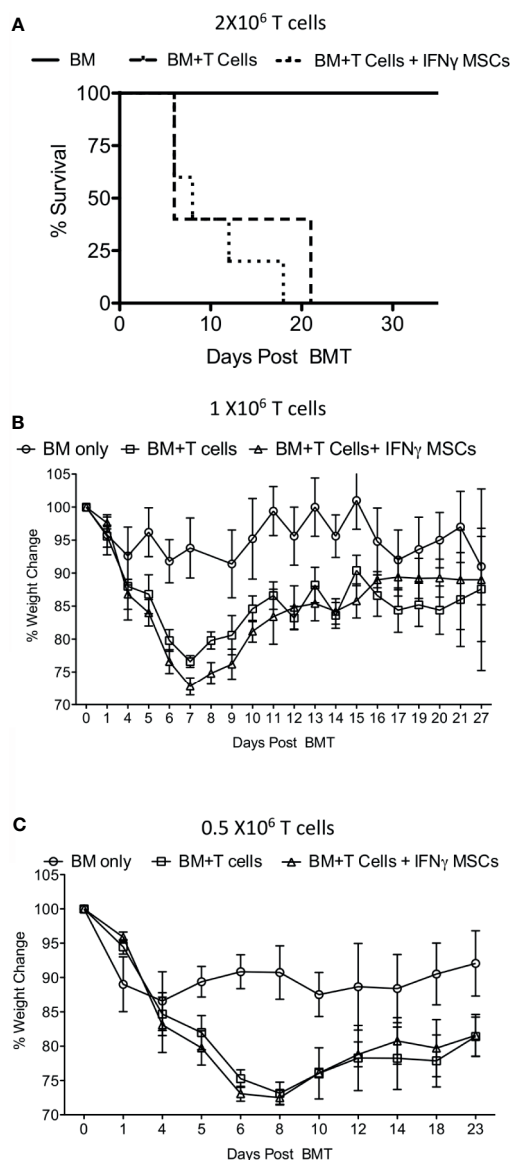 A
2X10⁶ T cells
BM BM+T Cells BM+T Cells + IFNγ MSCs
100
75
50
25
0
% Survival
0 10 20 30
Days Post BMT
B
1 X10⁶ T cells
BM only BM+T cells BM+T Cells+ IFNγ MSCs
105
100
95
90
85
80
75
70
% Weight Change
0 1 4 5 6 7 8 9 10 11 12 13 14 15 16 17 19 20 21 27
Days Post BMT
C
0.5 X10⁶ T cells
BM only BM+T cells BM+T Cells + IFNγ MSCs
105
100
95
90
85
80
75
70
% Weight Change
0 1 4 5 6 8 10 12 14 18 23
Days Post BMT